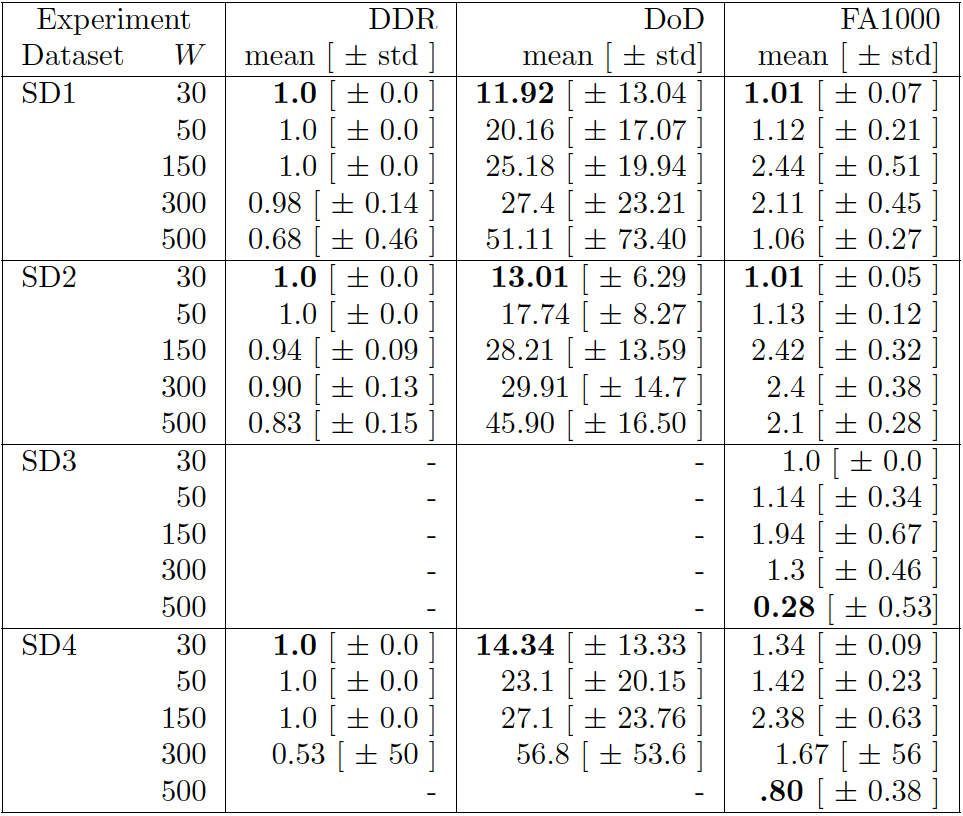 Experiment DDR DoD FA1000
Dataset W mean [ ± std ] mean [ ± std] mean [ ± std]
SD1 30 1.0 [ ± 0.0 ] 11.92 [ ± 13.04 ] 1.01 [ ± 0.07 ]
50 1.0 [ ± 0.0 ] 20.16 [ ± 17.07 ] 1.12 [ ± 0.21 ]
150 1.0 [ ± 0.0 ] 25.18 [ ± 19.94 ] 2.44 [ ± 0.51 ]
300 0.98 [ ± 0.14 ] 27.4 [ ± 23.21 ] 2.11 [ ± 0.45 ]
500 0.68 [ ± 0.46 ] 51.11 [ ± 73.40 ] 1.06 [ ± 0.27 ]
SD2 30 1.0 [ ± 0.0 ] 13.01 [ ± 6.29 ] 1.01 [ ± 0.05 ]
50 1.0 [ ± 0.0 ] 17.74 [ ± 8.27 ] 1.13 [ ± 0.12 ]
150 0.94 [ ± 0.09 ] 28.21 [ ± 13.59 ] 2.42 [ ± 0.32 ]
300 0.90 [ ± 0.13 ] 29.91 [ ± 14.7 ] 2.4 [ ± 0.38 ]
500 0.83 [ ± 0.15 ] 45.90 [ ± 16.50 ] 2.1 [ ± 0.28 ]
SD3 30 - - 1.0 [ ± 0.0 ]
50 - - 1.14 [ ± 0.34 ]
150 - - 1.94 [ ± 0.67 ]
300 - - 1.3 [ ± 0.46 ]
500 - - 0.28 [ ± 0.53]
SD4 30 1.0 [ ± 0.0 ] 14.34 [ ± 13.33 ] 1.34 [ ± 0.09 ]
50 1.0 [ ± 0.0 ] 23.1 [ ± 20.15 ] 1.42 [ ± 0.23 ]
150 1.0 [ ± 0.0 ] 27.1 [ ± 23.76 ] 2.38 [ ± 0.63 ]
300 0.53 [ ± 50 ] 56.8 [ ± 53.6 ] 1.67 [ ± 56 ]
500 - - .80 [ ± 0.38 ]